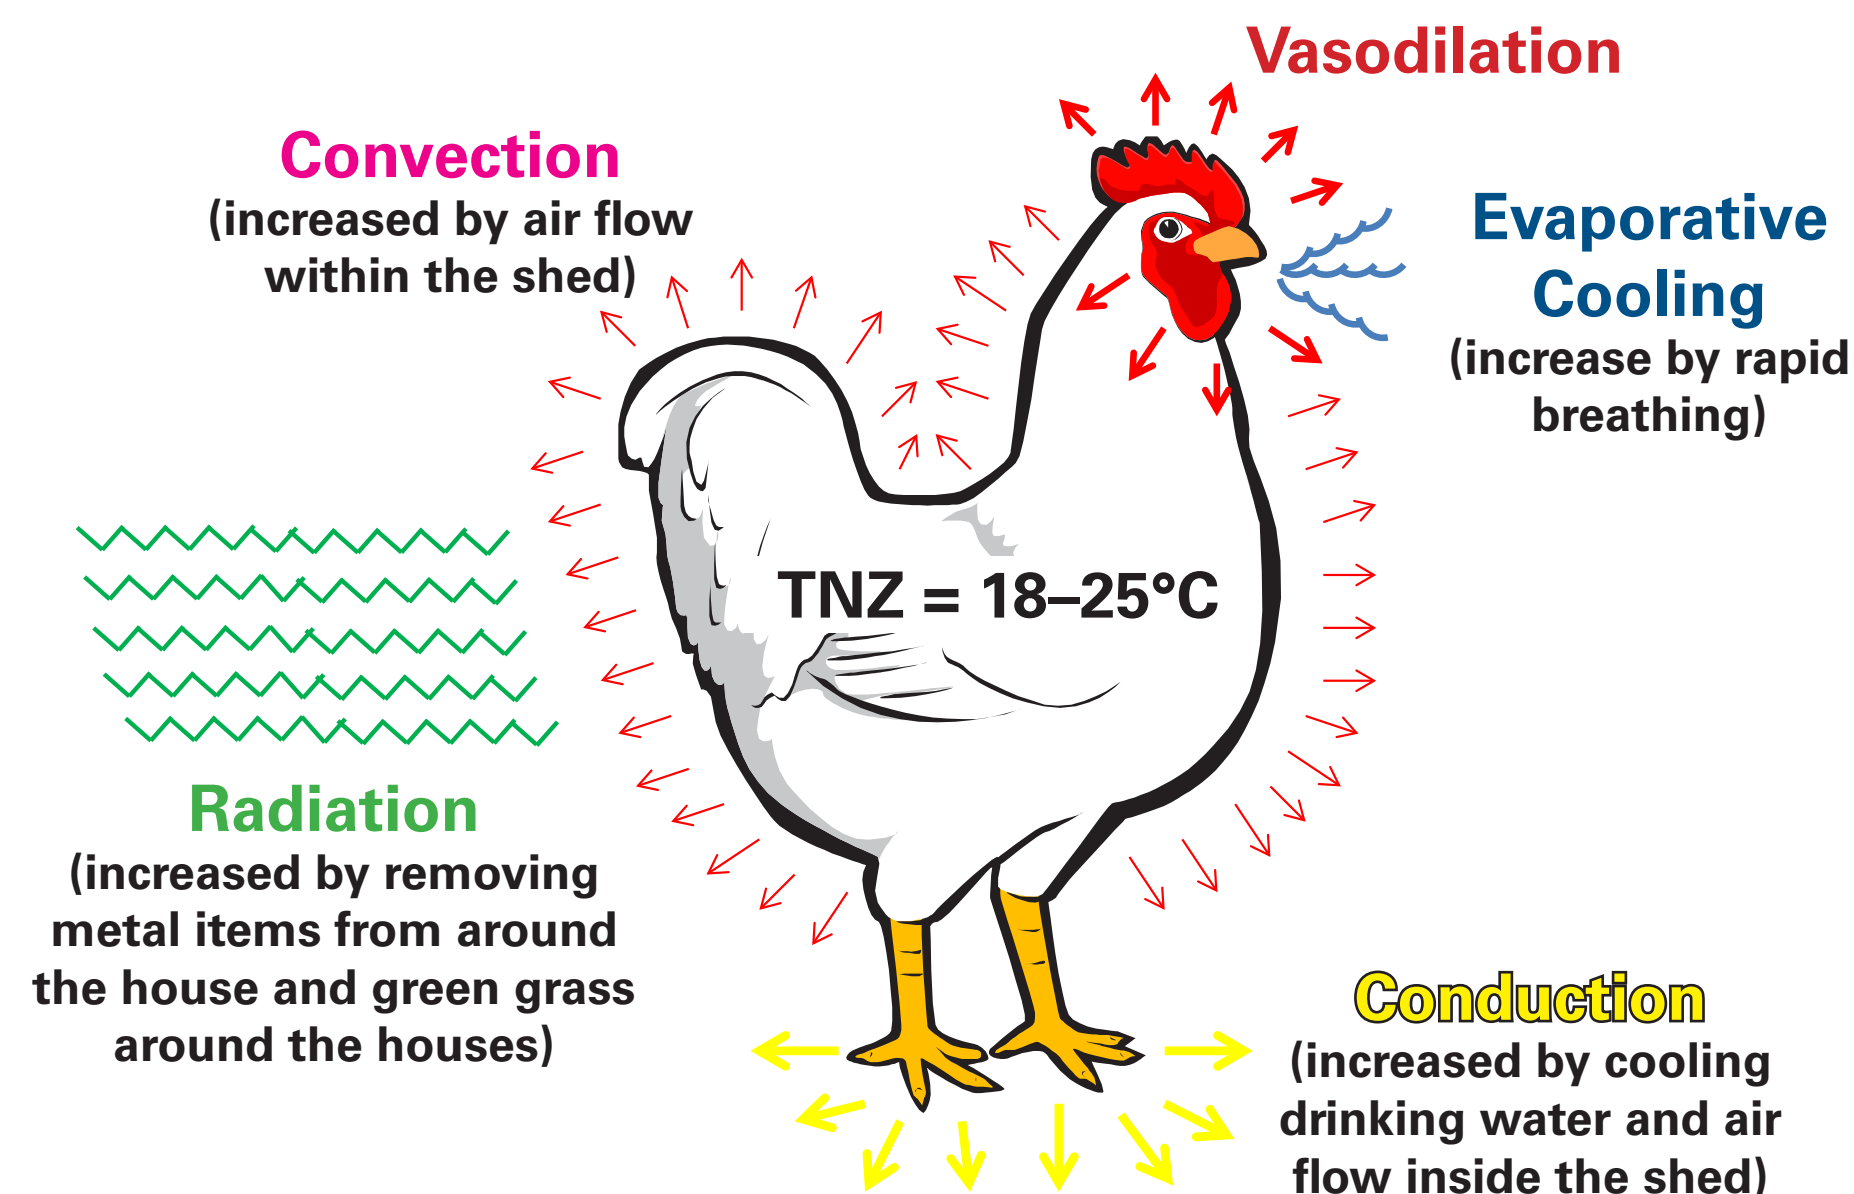 Vasodilation
Convection
(increased by air flow
within the shed)
Evaporative
Cooling
(increase by rapid
breathing)
TNZ = 18–25°C
Radiation
(increased by removing
metal items from around
the house and green grass
around the houses)
Conduction
(increased by cooling
drinking water and air
flow inside the shed)